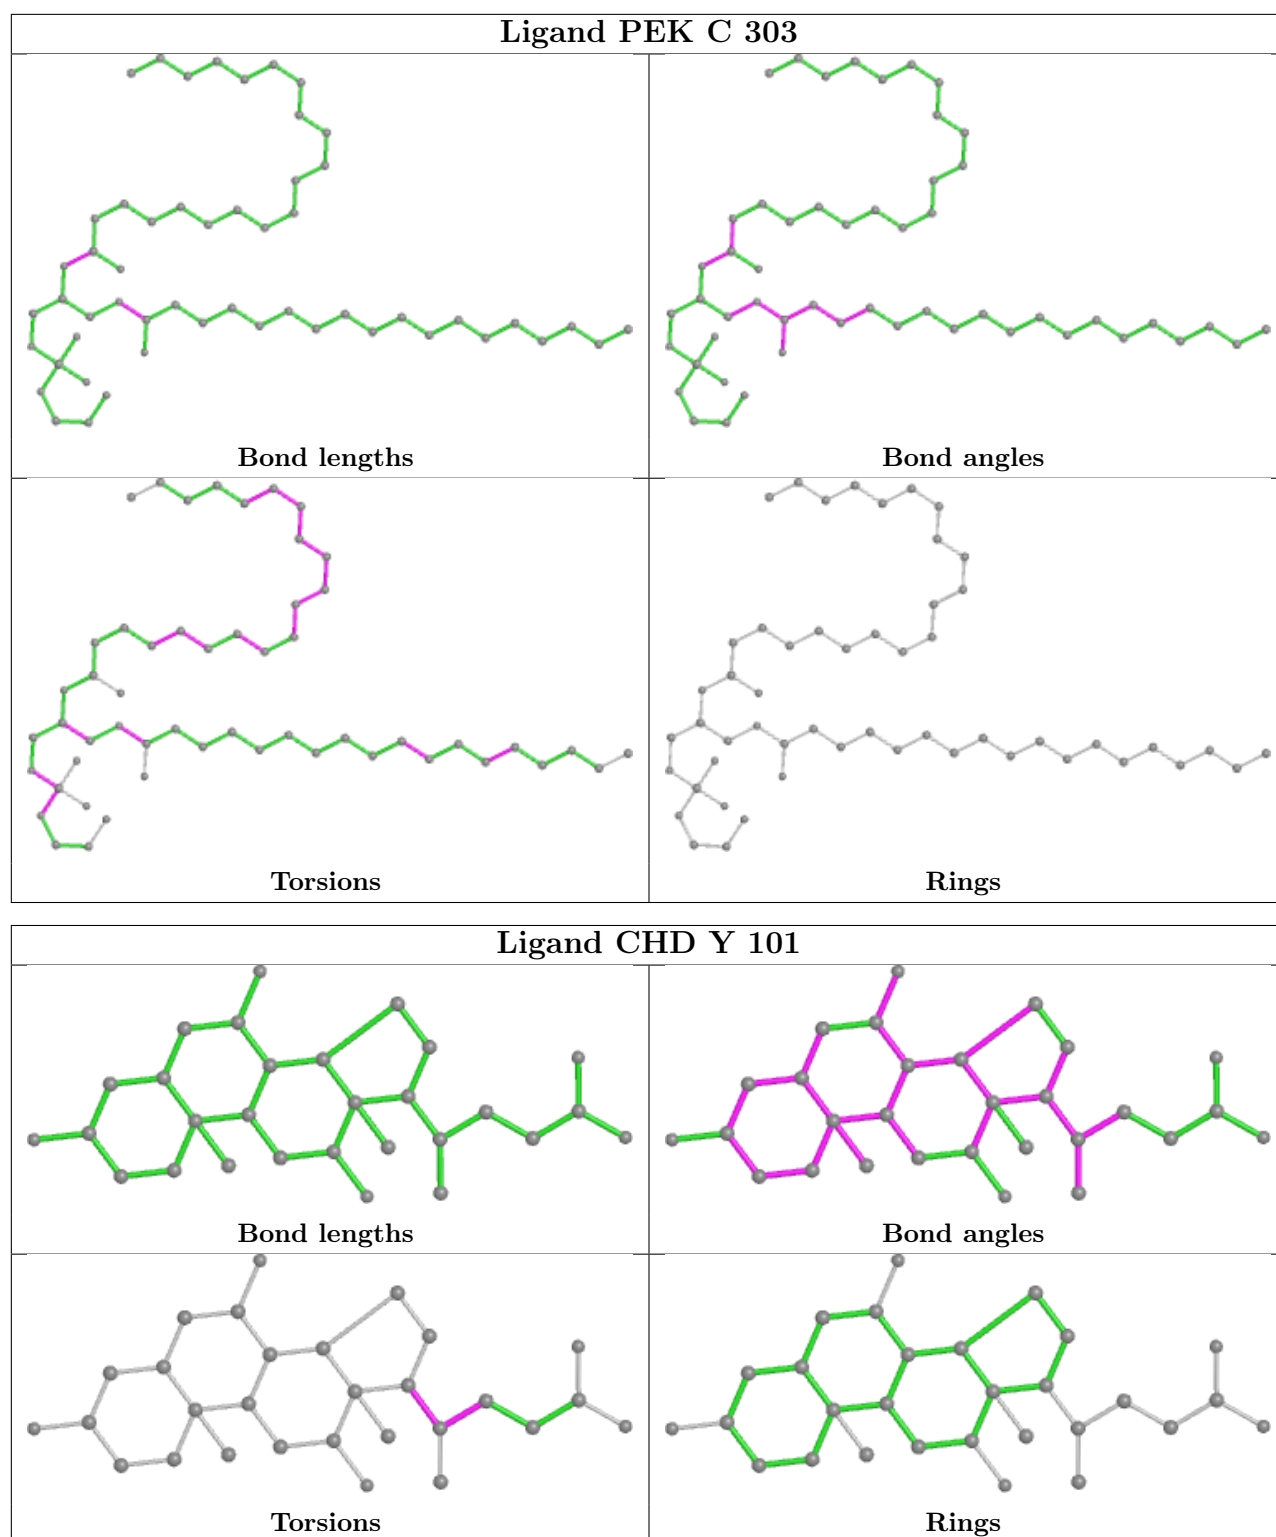 Ligand PEK C 303
Bond lengths
Bond angles
Torsions
Rings
Ligand CHD Y 101
Bond lengths
Bond angles
Torsions
Rings